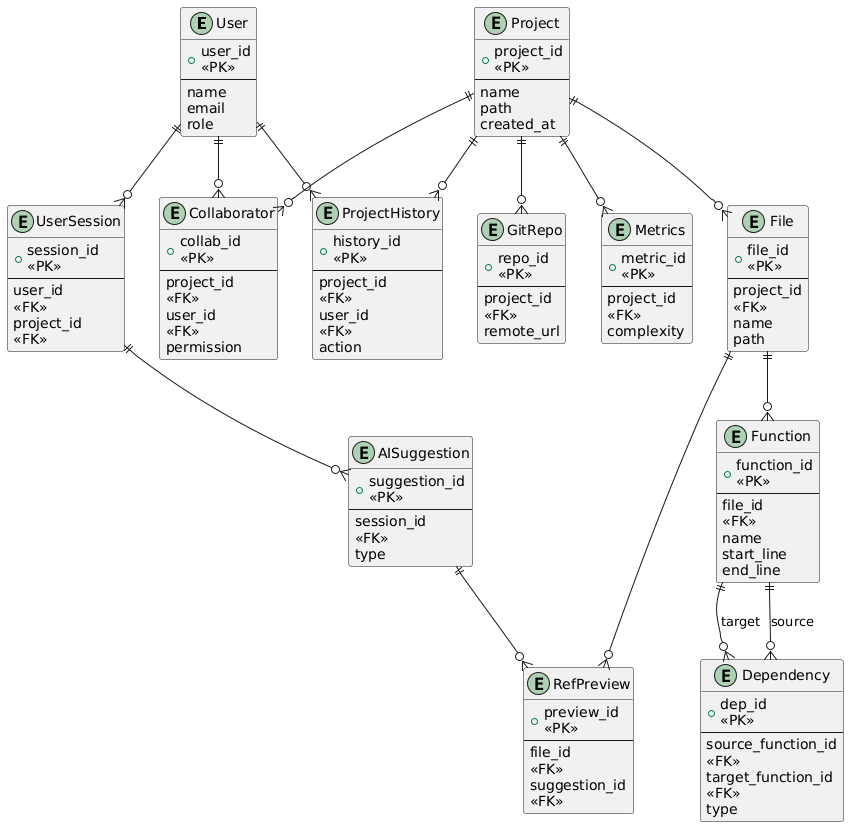 E User
user_id
«PK»
name
email
role
E Project
project_id
«PK»
name
path
created_at
E UserSession
session_id
«PK»
user_id
«FK»
project_id
«FK»
E Collaborator
collab_id
«PK»
project_id
«FK»
user_id
«FK»
permission
E ProjectHistory
history_id
«PK»
project_id
«FK»
user_id
«FK»
action
E GitRepo
repo_id
«PK»
project_id
«FK»
remote_url
E Metrics
metric_id
«PK»
project_id
«FK»
complexity
E File
file_id
«PK»
project_id
«FK»
name
path
E AISuggestion
suggestion_id
«PK»
session_id
«FK»
type
E Function
function_id
«PK»
file_id
«FK»
name
start_line
end_line
target
source
E RefPreview
preview_id
«PK»
file_id
«FK»
suggestion_id
«FK»
E Dependency
dep_id
«PK»
source_function_id
«FK»
target_function_id
«FK»
type